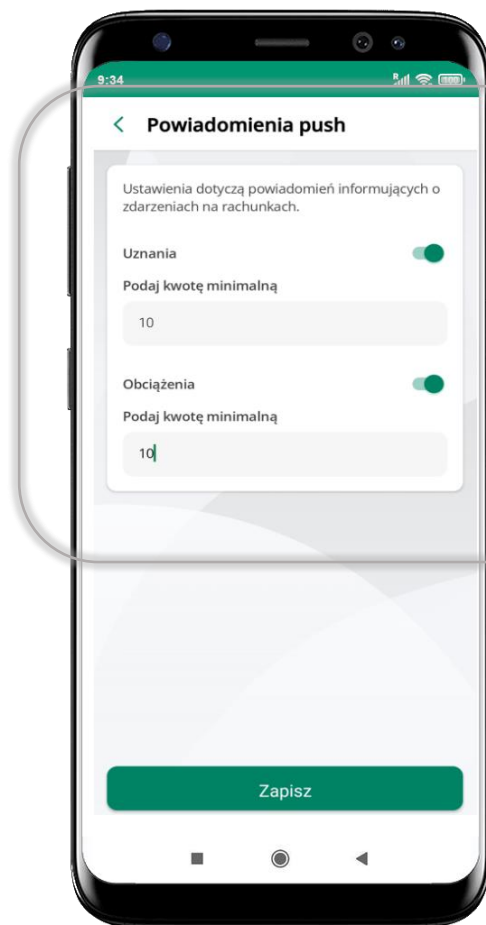 9:34
R
100
Powiadomienia push
Ustawienia dotyczą powiadomień informujących o
zdarzeniach na rachunkach.
Uznania
Podaj kwotę minimalną
10
Obciążenia
Podaj kwotę minimalną
10
Zapisz